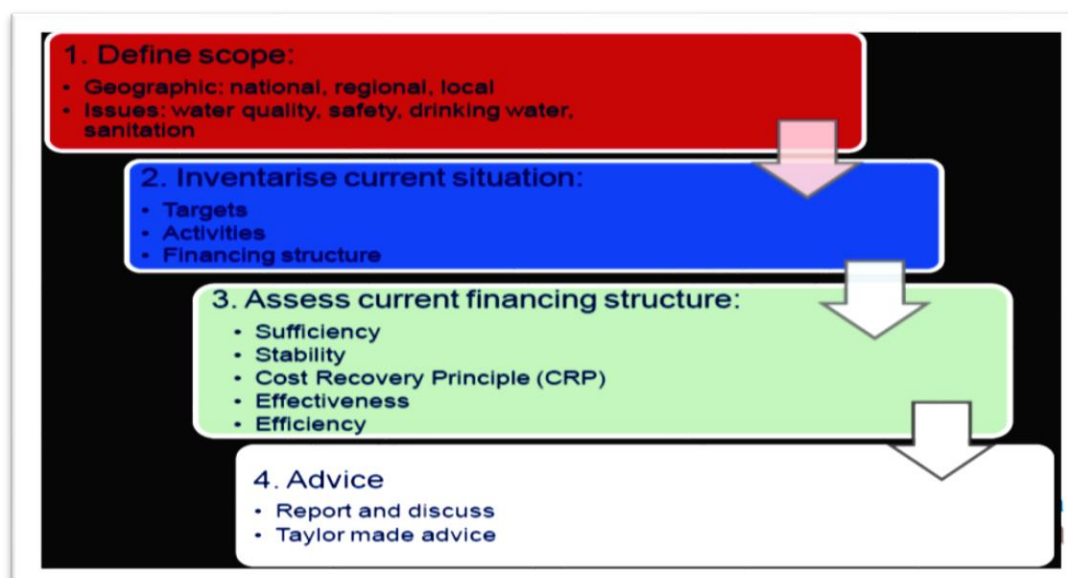 1. Define scope:
• Geographic: national, regional, local
• Issues: water quality, safety, drinking water,
sanitation
2. Inventarise current situation:
• Targets
• Activities
• Financing structure
3. Assess current financing structure:
• Sufficiency
• Stability
• Cost Recovery Principle (CRP)
• Effectiveness
• Efficiency
4. Advice
• Report and discuss
• Taylor made advice